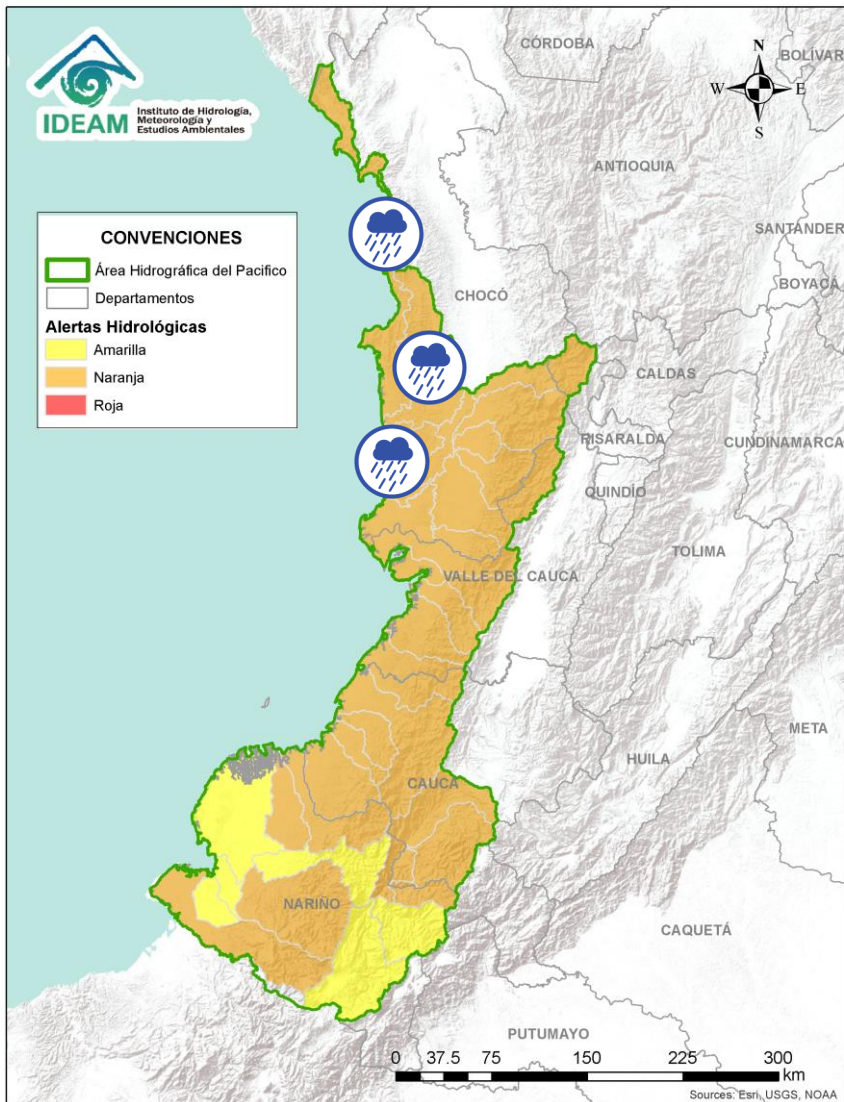 IDEAM
Instituto de Hidrología,
Meteorología y
Estudios Ambientales
CÓRDOBA
BOLÍVAR
N
W
E
S
ANTIOQUIA
CONVENCIONES
Área Hidrográfica del Pacifico
Departamentos
Alertas Hidrológicas
Amarilla
Naranja
Roja
SANTANDER
BOYACÁ
CHOCÓ
CALDAS
RISARALDA
CUNDINAMARCA
QUINDÍO
TOLIMA
VALLE DEL CAUCA
META
HUILA
CAUCA
NARIÑO
CAQUETÁ
PUTUMAYO
0 37.5 75 150 225 300
km
Sources: Esri, USGS, NOAA